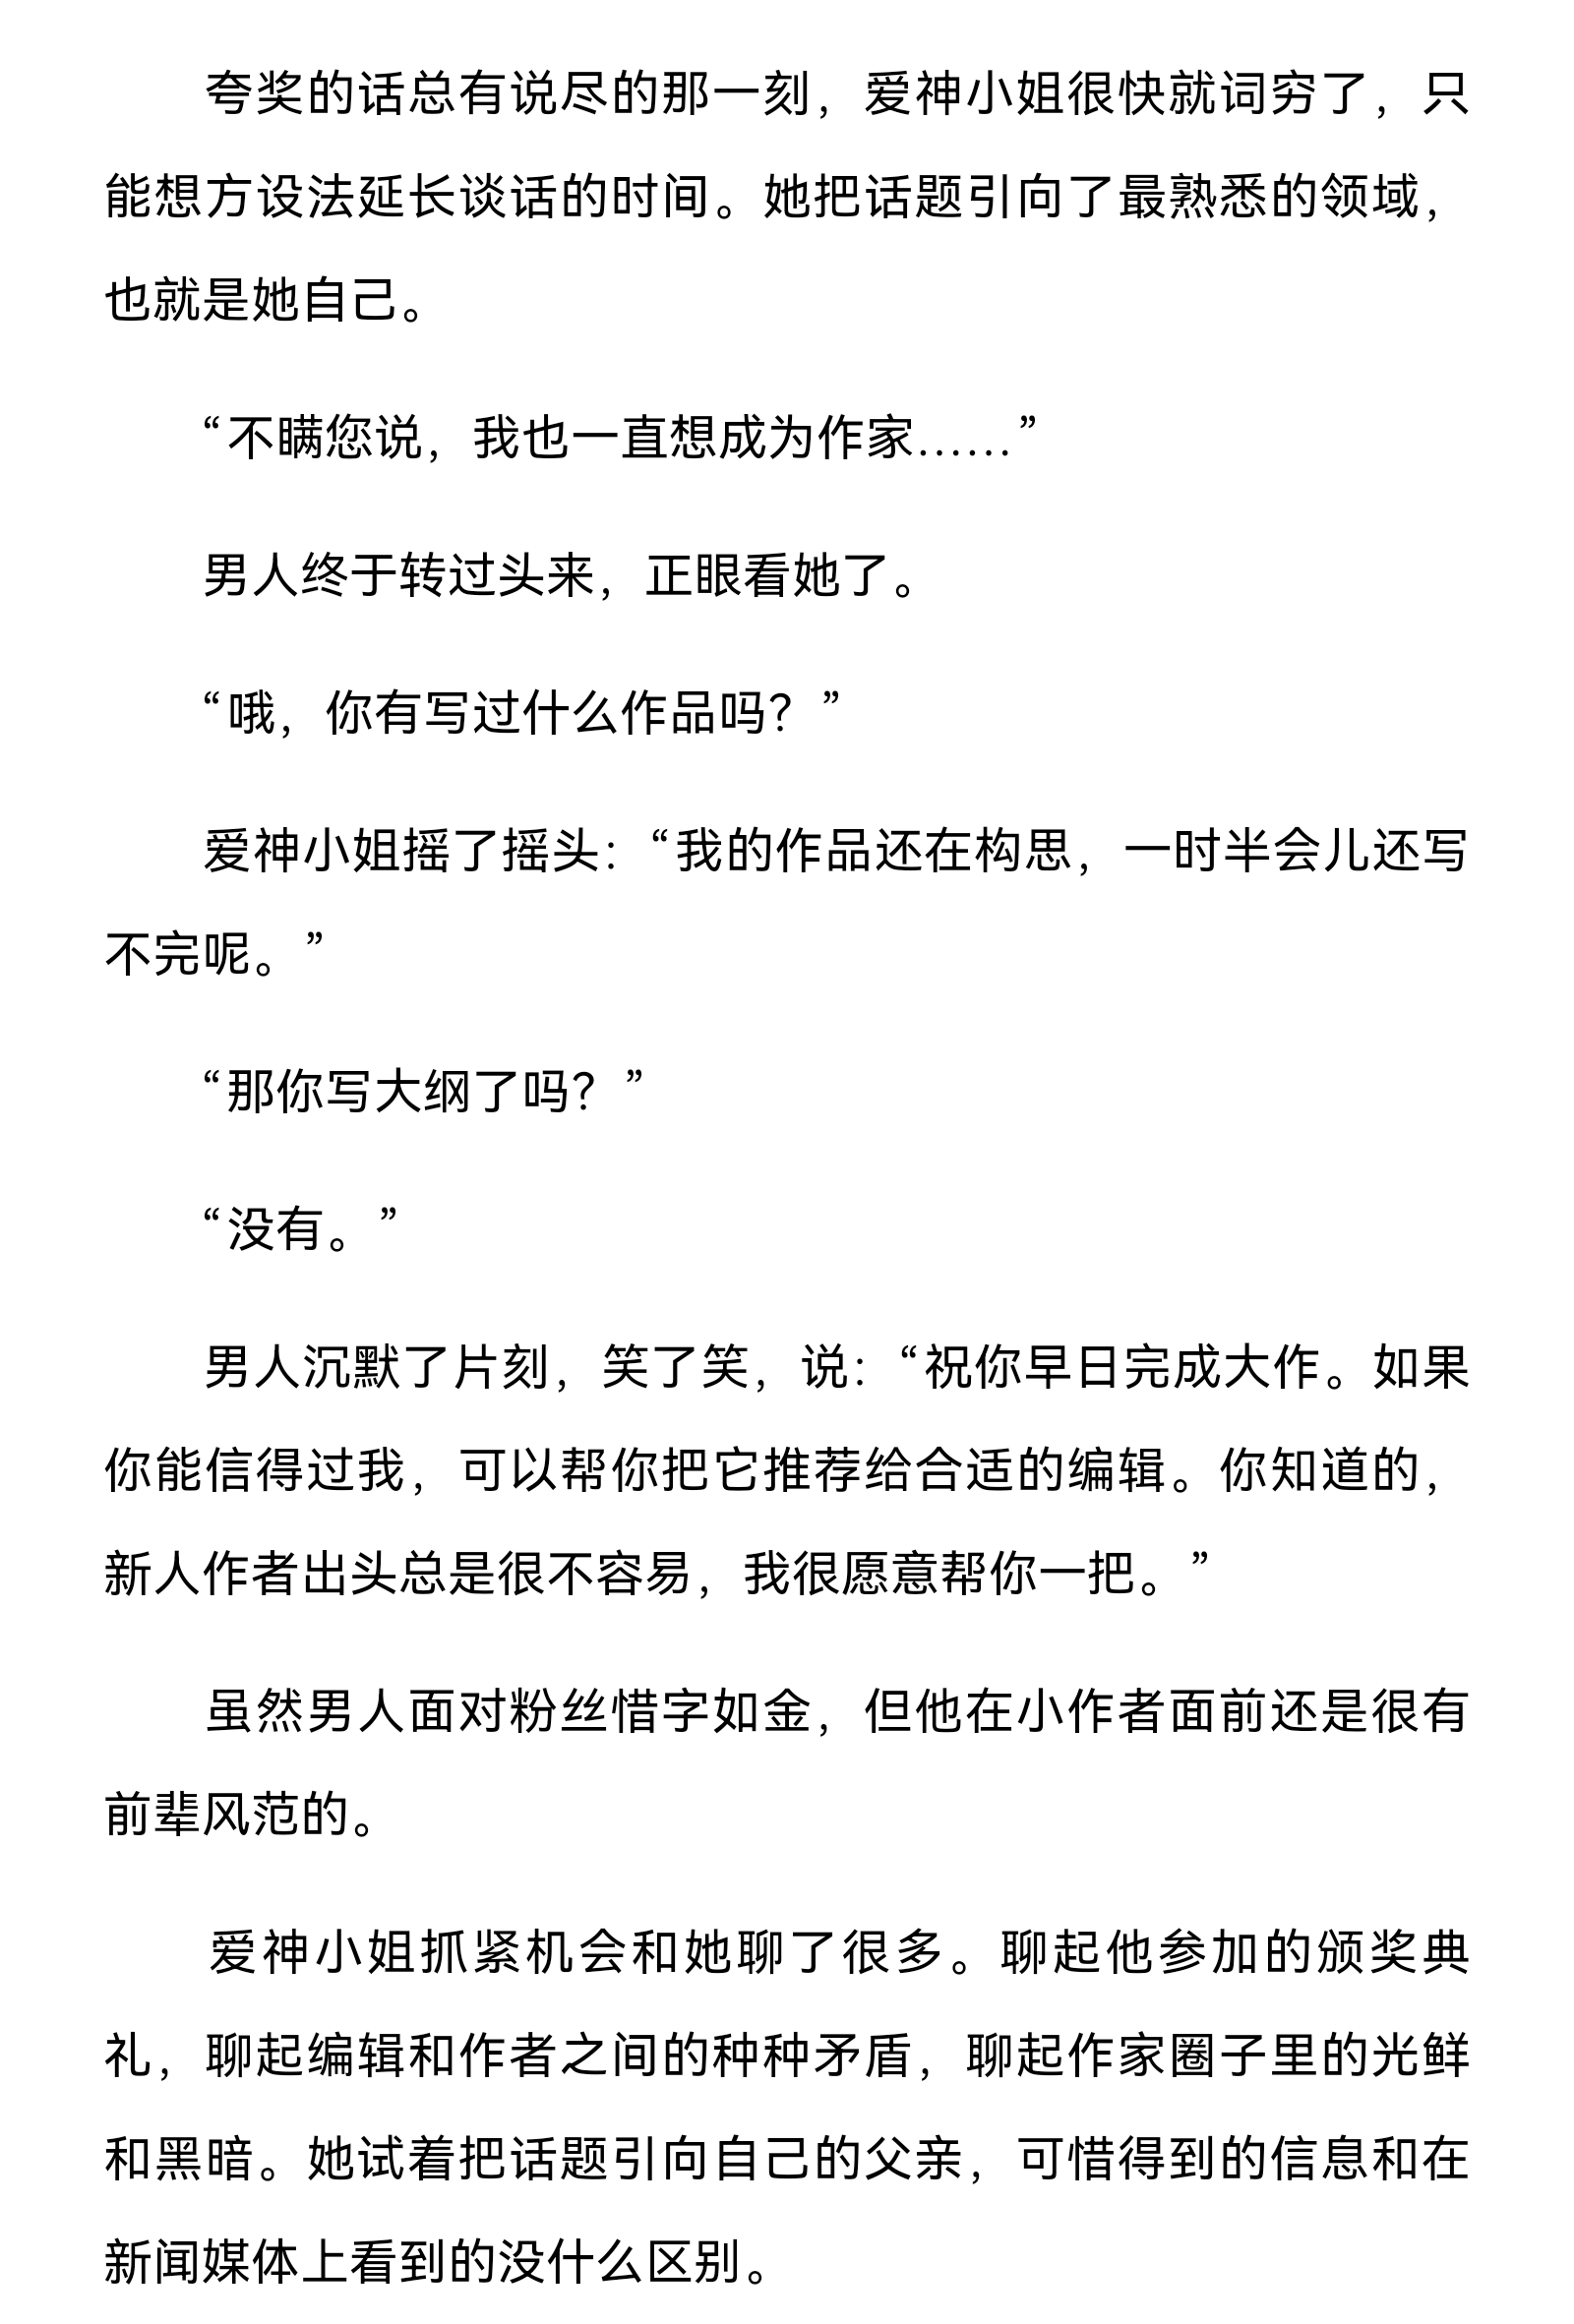 夸奖的话总有说尽的那一刻，爱神小姐很快就词穷了，只
能想方设法延长谈话的时间。她把话题引向了最熟悉的领域，
也就是她自己。
“不瞒您说，我也一直想成为作家……”
男人终于转过头来，正眼看她了。
“哦，你有写过什么作品吗？”
爱神小姐摇了摇头：“我的作品还在构思，一时半会儿还写
不完呢。”
“那你写大纲了吗？”
“没有。”
男人沉默了片刻，笑了笑，说：“祝你早日完成大作。如果
你能信得过我，可以帮你把它推荐给合适的编辑。你知道的，
新人作者出头总是很不容易，我很愿意帮你一把。”
虽然男人面对粉丝惜字如金，但他在小作者面前还是很有
前辈风范的。
爱神小姐抓紧机会和她聊了很多。聊起他参加的颁奖典
礼，聊起编辑和作者之间的种种矛盾，聊起作家圈子里的光鲜
和黑暗。她试着把话题引向自己的父亲，可惜得到的信息和在
新闻媒体上看到的没什么区别。